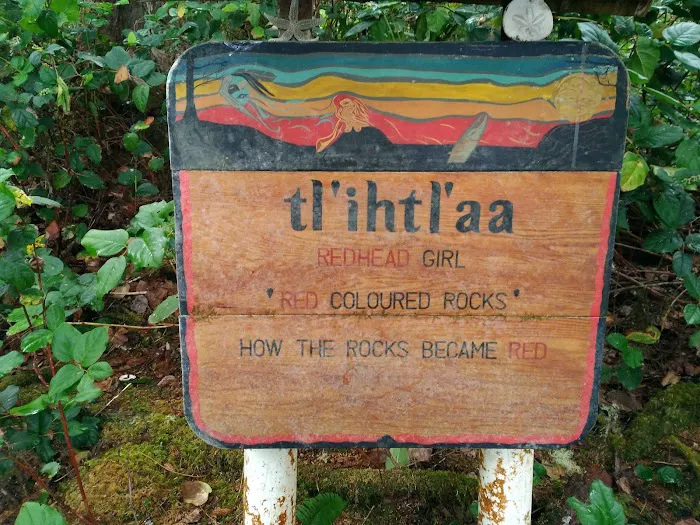 tl'ihtl'aa
REDHEAD GIRL
'RED COLOURED ROCKS'
HOW THE ROCKS BECAME RED